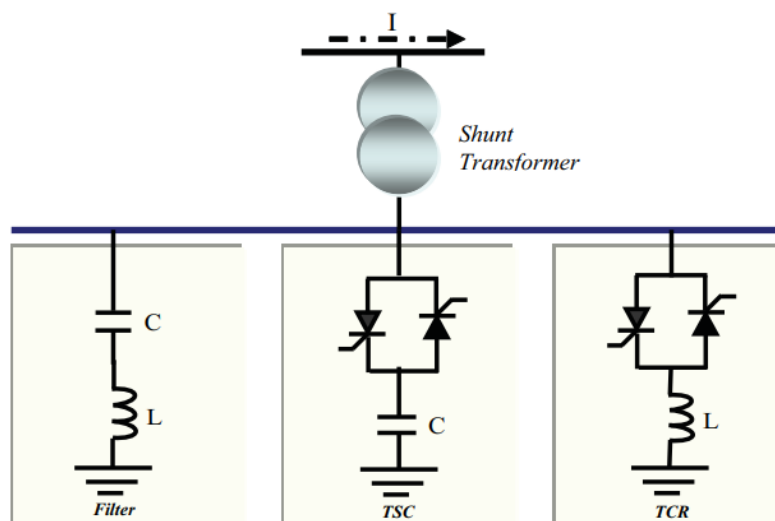 I
Shunt
Transformer
C
L
Filter
C
TSC
L
TCR